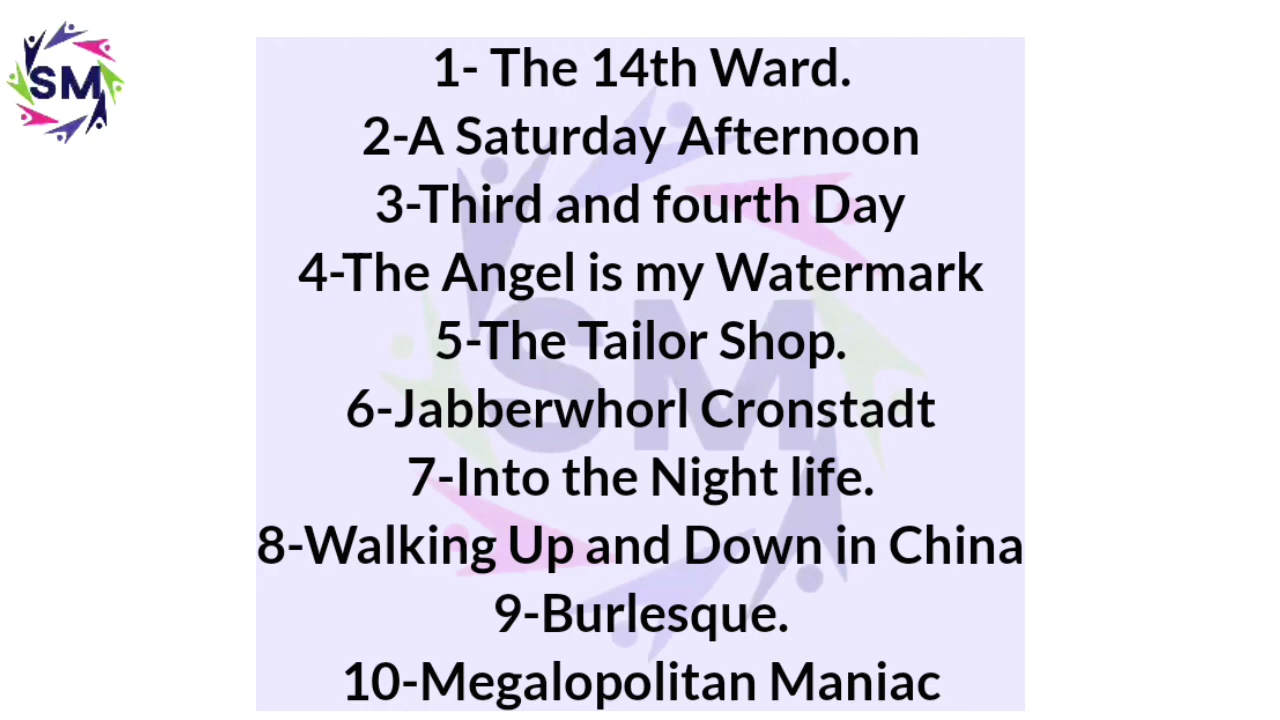 SM
1- The 14th Ward.
2-A Saturday Afternoon
3-Third and fourth Day
4-The Angel is my Watermark
5-The Tailor Shop.
6-Jabberwhorl Cronstadt
7-Into the Night life.
8-Walking Up and Down in China
9-Burlesque.
10-Megalopolitan Maniac
SM